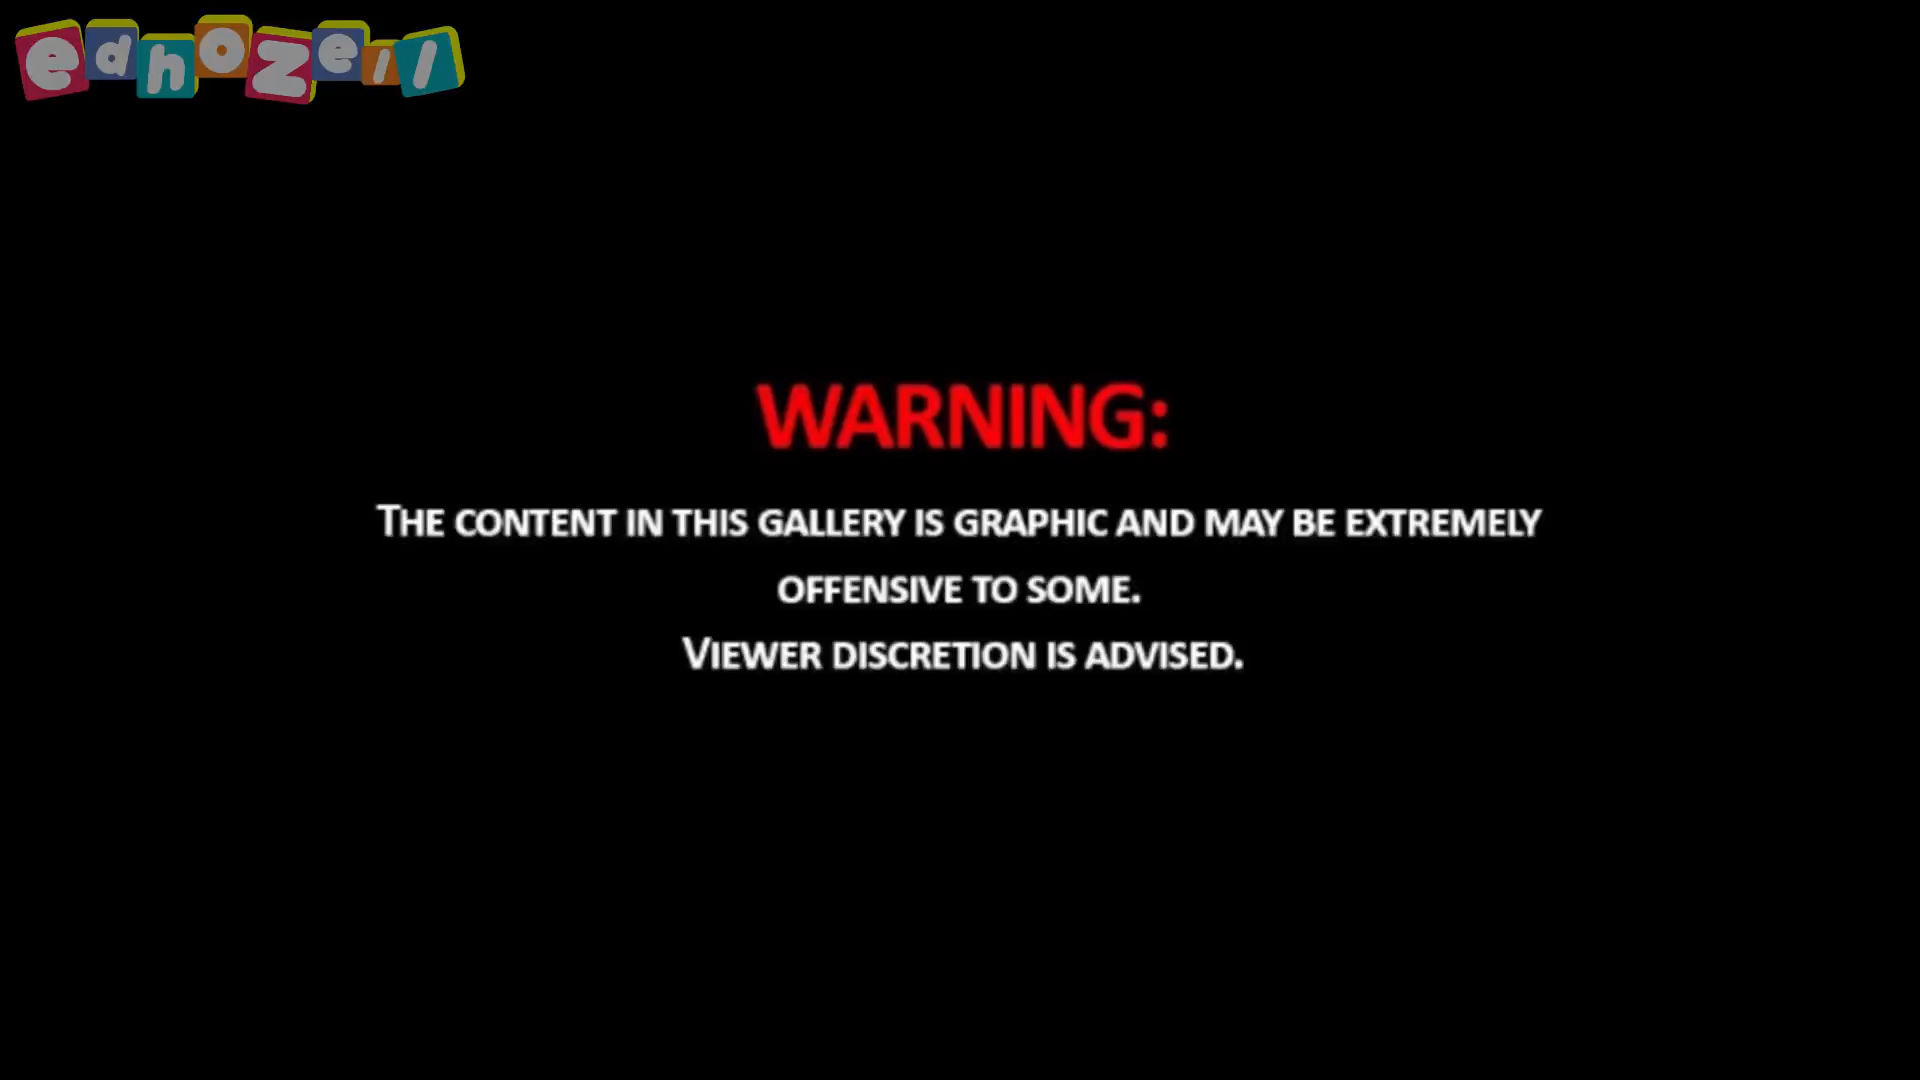 edhozell
WARNING:
THE CONTENT IN THIS GALLERY IS GRAPHIC AND MAY BE EXTREMELY
OFFENSIVE TO SOME.
VIEWER DISCRETION IS ADVISED.